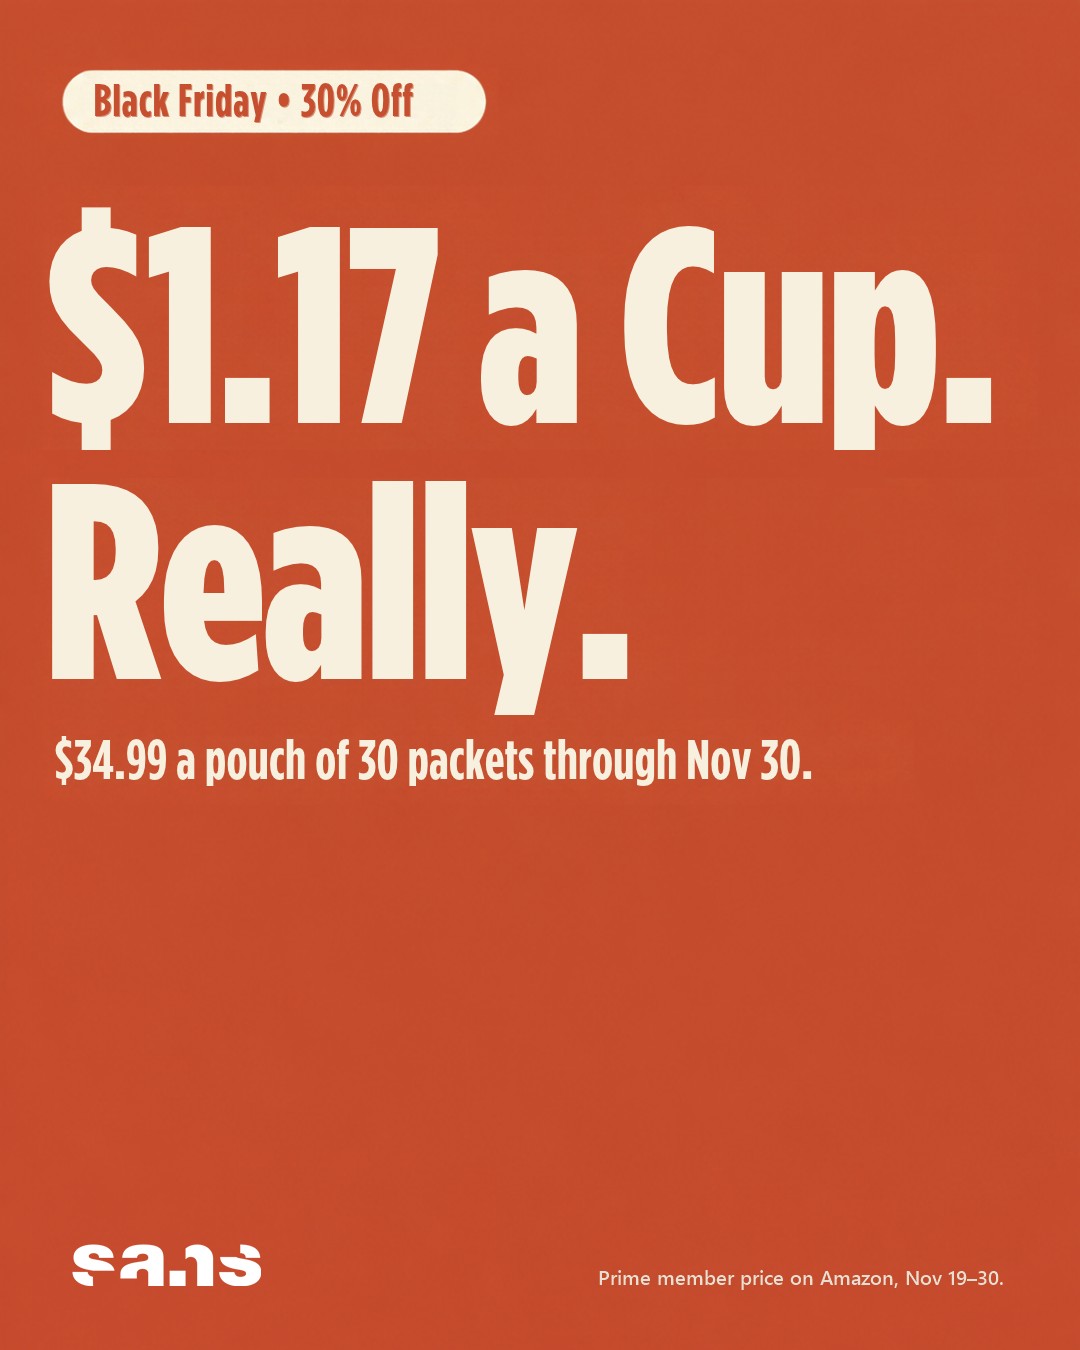 Black Friday • 30% Off
$1.17 a Cup.
Really.
$34.99 a pouch of 30 packets through Nov 30.
sans
Prime member price on Amazon, Nov 19–30.